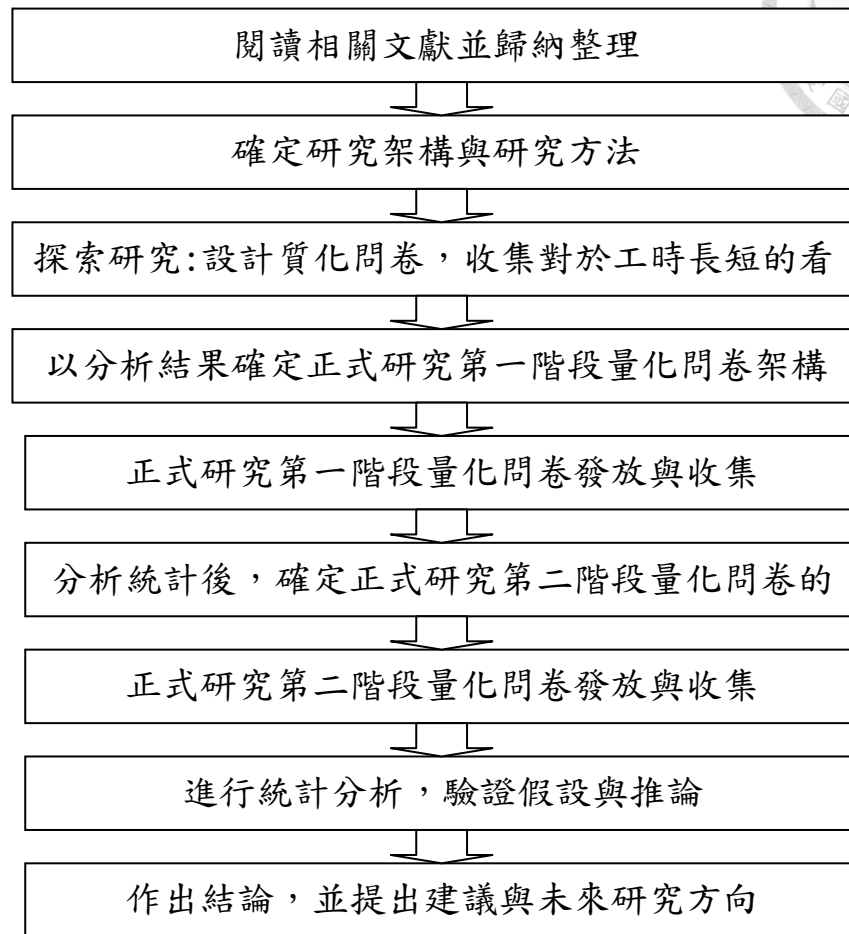 閱讀相關文獻並歸納整理
確定研究架構與研究方法
探索研究:設計質化問卷，收集對於工時長短的看
以分析結果確定正式研究第一階段量化問卷架構
正式研究第一階段量化問卷發放與收集
分析統計後，確定正式研究第二階段量化問卷的
正式研究第二階段量化問卷發放與收集
進行統計分析，驗證假設與推論
作出結論，並提出建議與未來研究方向
國